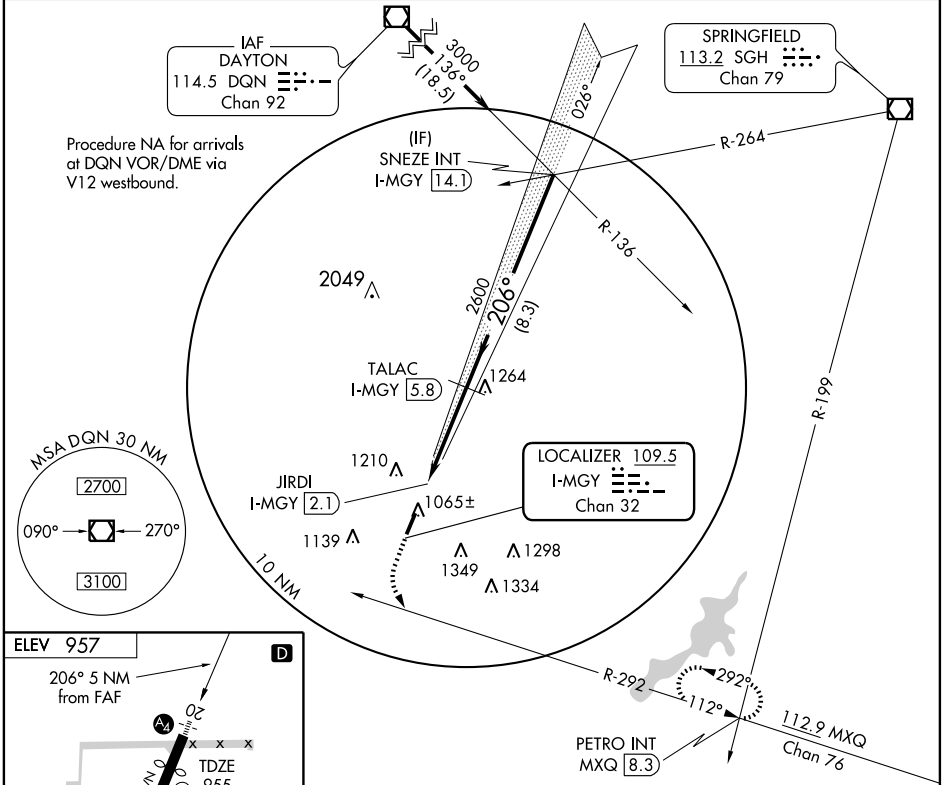 IAF
DAYTON
114.5 DQN
Chan 92
3000
136°
(18.5)
SPRINGFIELD
113.2 SGH
Chan 79
Procedure NA for arrivals
at DQN VOR/DME via
V12 westbound.
026°
(IF)
SNEZE INT
I-MGY 14.1
R-264
R-136
2049
2600
206°
(8.3)
TALAC
I-MGY 5.8
1264
R-199
MSA DQN 30 NM
2700
090°
270°
3100
1210
JIRDI
I-MGY 2.1
1065±
LOCALIZER 109.5
I-MGY
Chan 32
1139
1349
1298
1334
10 NM
R-292
292°
112°
112.9 MXQ
Chan 76
PETRO INT
MXQ 8.3
ELEV 957
D
206° 5 NM
from FAF
20
A4
X X X
TDZE